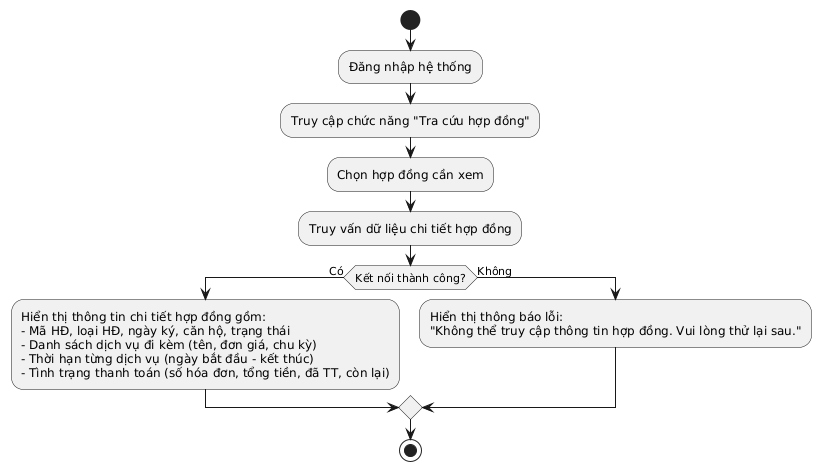 Đăng nhập hệ thống
Truy cập chức năng "Tra cứu hợp đồng"
Chọn hợp đồng cần xem
Truy vấn dữ liệu chi tiết hợp đồng
Kết nối thành công?
Có
Không
Hiển thị thông tin chi tiết hợp đồng gồm:
- Mã HĐ, loại HĐ, ngày ký, căn hộ, trạng thái
- Danh sách dịch vụ đi kèm (tên, đơn giá, chu kỳ)
- Thời hạn từng dịch vụ (ngày bắt đầu - kết thúc)
- Tình trạng thanh toán (số hóa đơn, tổng tiền, đã TT, còn lại)
Hiển thị thông báo lỗi:
"Không thể truy cập thông tin hợp đồng. Vui lòng thử lại sau."